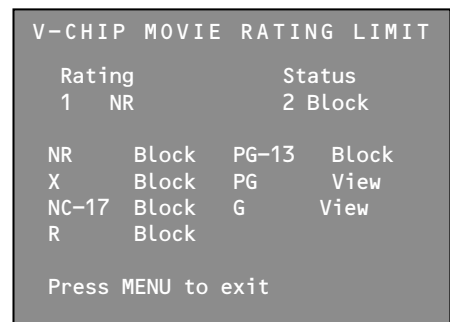 V-CHIP MOVIE RATING LIMIT
Rating Status
1 NR 2 Block
NR Block PG-13 Block
X Block PG View
NC-17 Block G View
R Block
Press MENU to exit